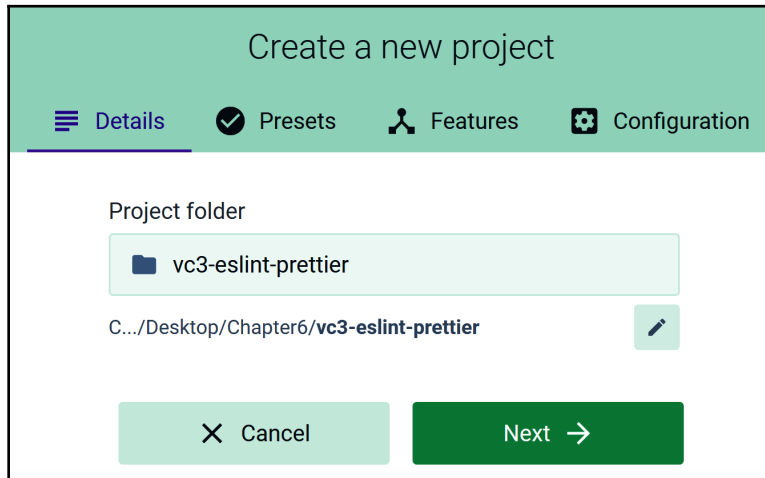 Create a new project
Details Presets Features Configuration
Project folder
vc3-eslint-prettier
C.../Desktop/Chapter6/vc3-eslint-prettier
Cancel Next